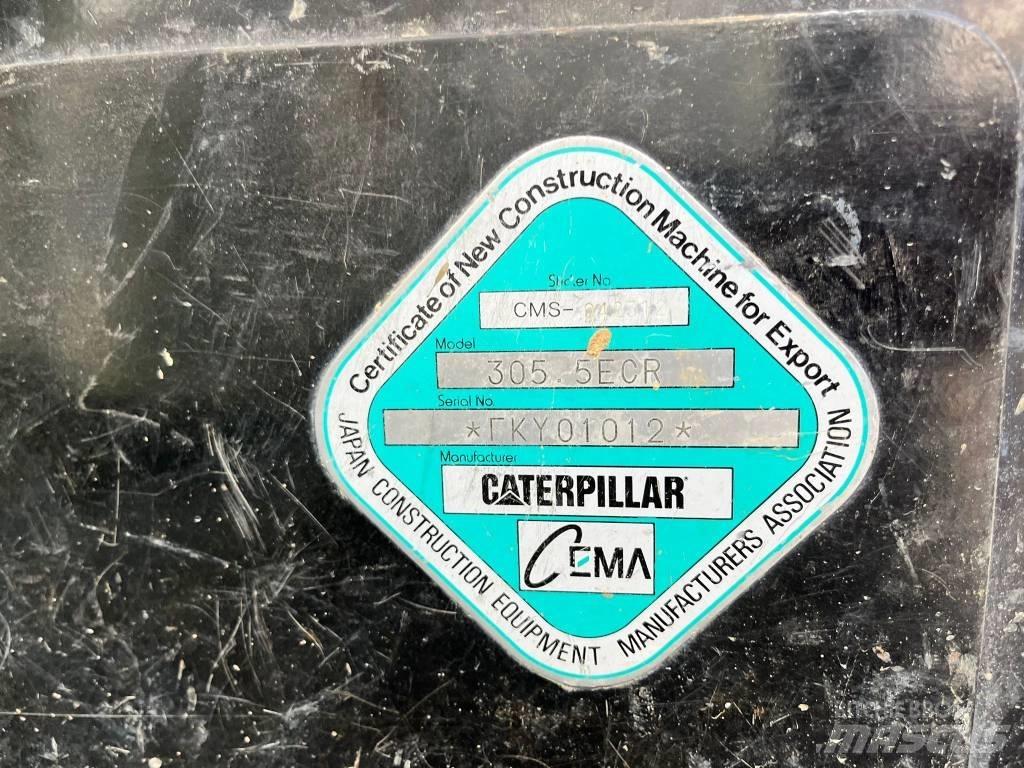 Certificate of New Construction Machine for Export
Sticker No.
CMS-
Model
305.5ECR
Serial No.
*FKY01012*
Manufacturer
CATERPILLAR
CEMA
JAPAN CONSTRUCTION EQUIPMENT MANUFACTURERS ASSOCIATION
MASCUS